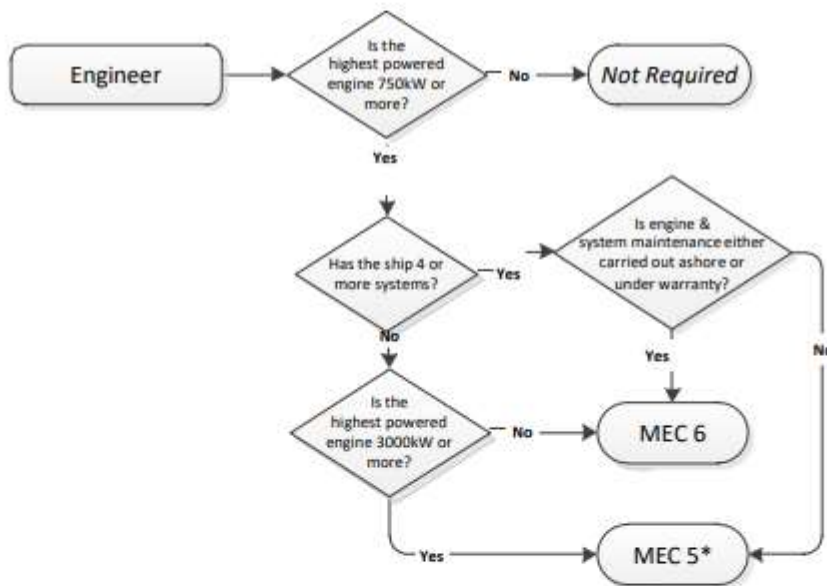 Engineer
Is the
highest powered
engine 750kW or
more?
No
Not Required
Yes
Has the ship 4 or
more systems?
Yes
Is engine &
system maintenance either
carried out ashore or
under warranty?
No
Yes
No
Is the
highest powered
engine 3000kW or
more?
No
MEC 6
Yes
MEC 5*